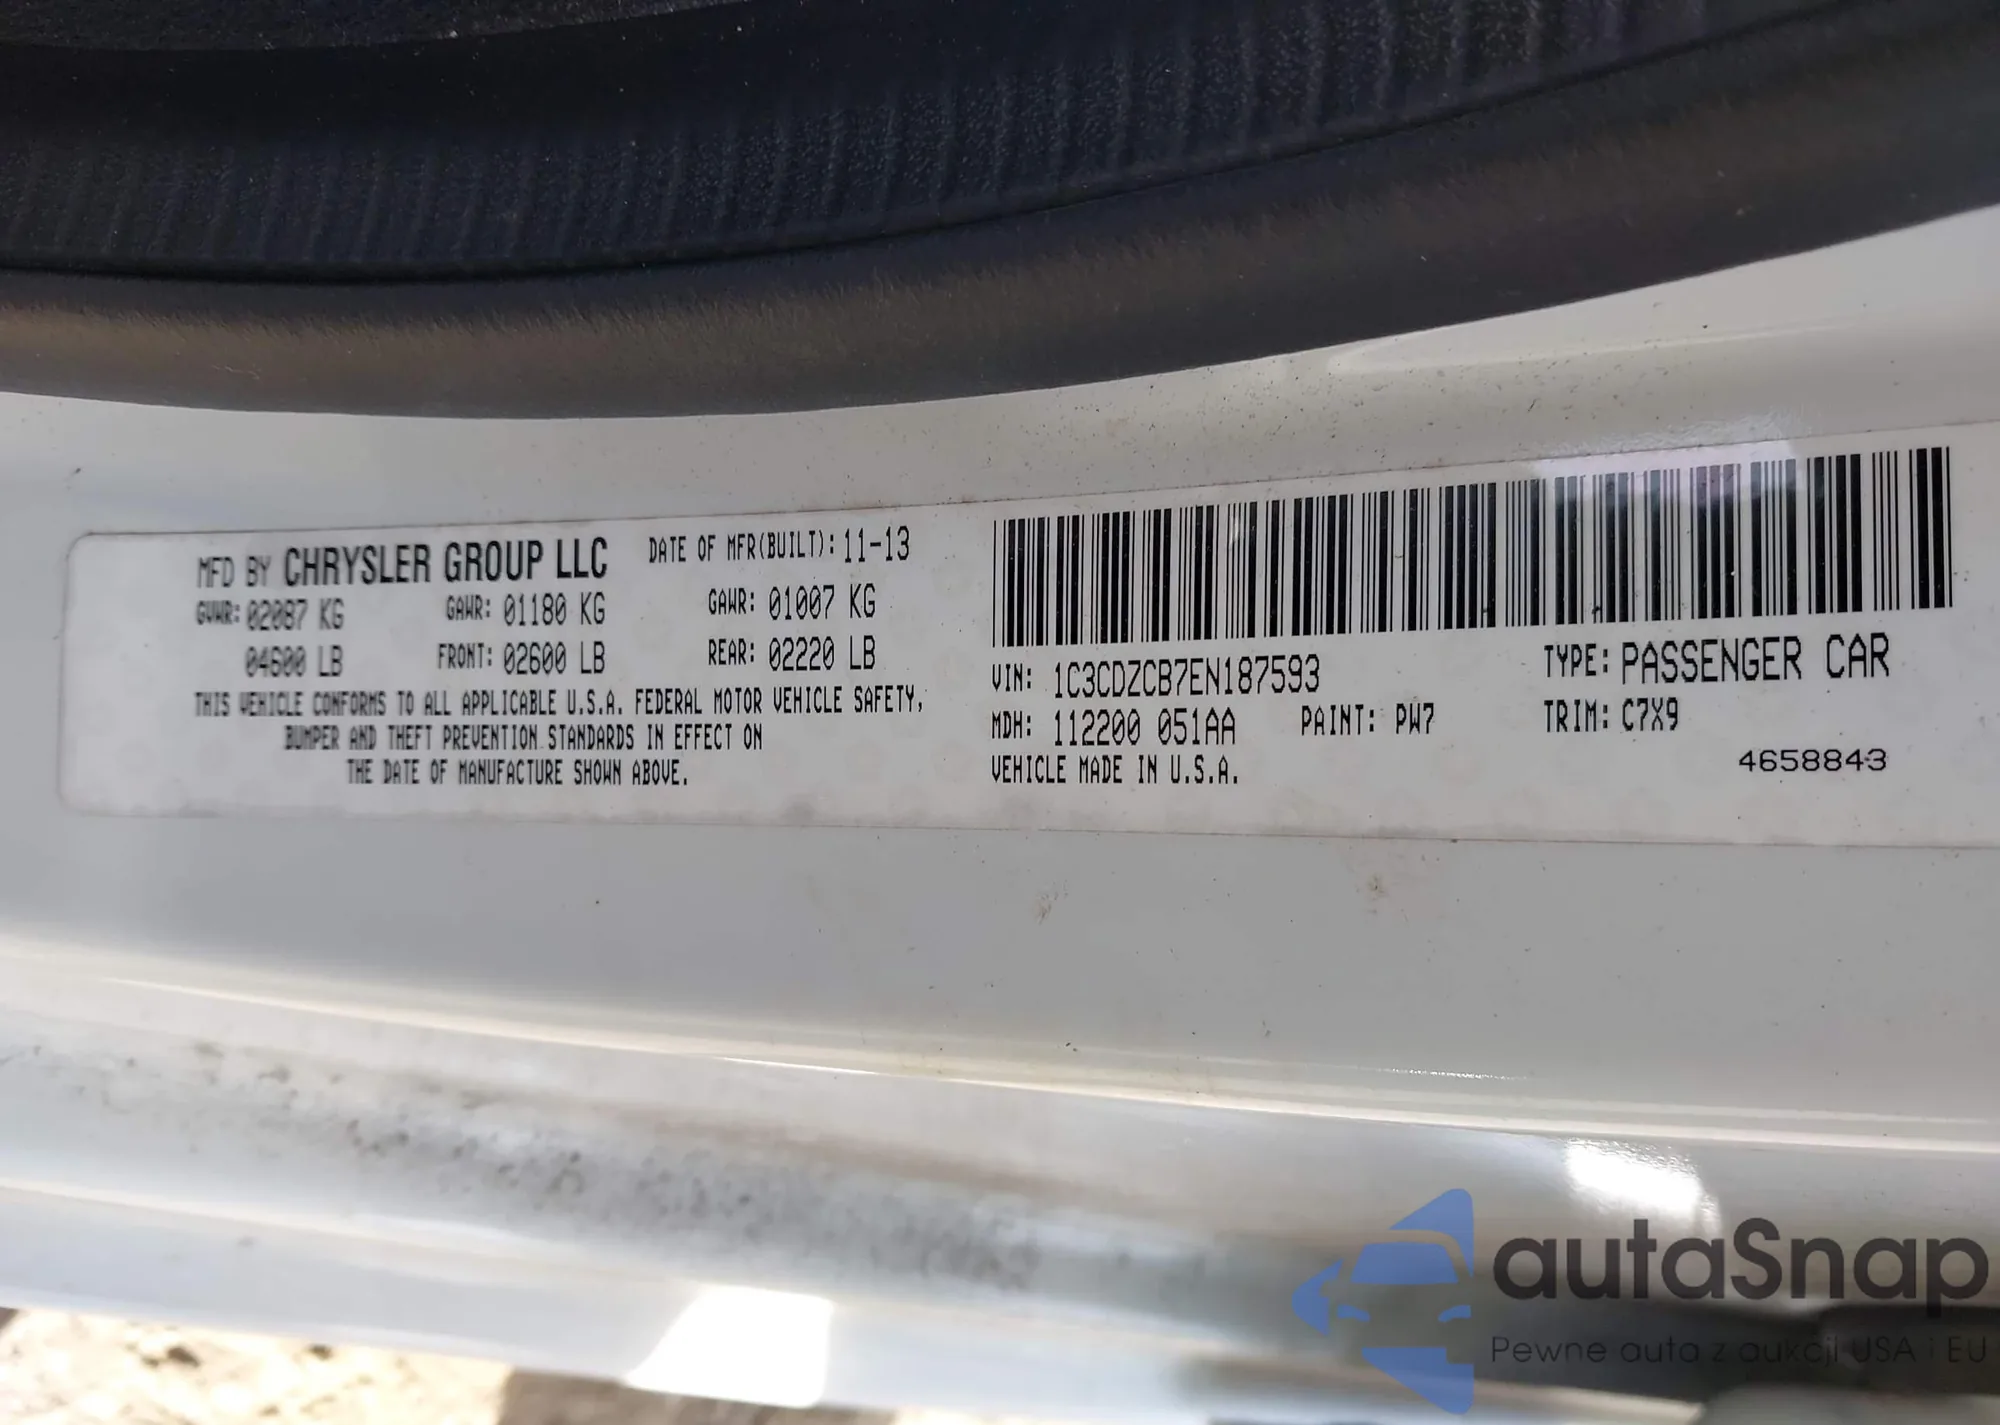 MFD BY CHRYSLER GROUP LLC DATE OF MFR(BUILT): 11-13
GVWR: 02087 KG GAWR: 01180 KG GAWR: 01007 KG
04600 LB FRONT: 02600 LB REAR: 02220 LB
THIS VEHICLE CONFORMS TO ALL APPLICABLE U.S.A. FEDERAL MOTOR VEHICLE SAFETY,
BUMPER AND THEFT PREVENTION STANDARDS IN EFFECT ON
THE DATE OF MANUFACTURE SHOWN ABOVE.
VIN: 1C3CDZCB7EN187593 TYPE: PASSENGER CAR
MDH: 112200 051AA PAINT: PW7 TRIM: C7X9
VEHICLE MADE IN U.S.A. 4658843
autaSnap
Pewne auta z aukcji USA i EU